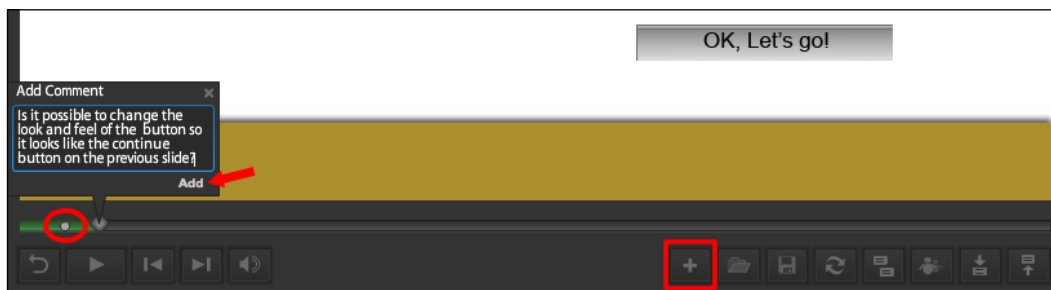 OK, Let's go!
Add Comment
Is it possible to change the
look and feel of the button so
it looks like the continue
button on the previous slide?
Add